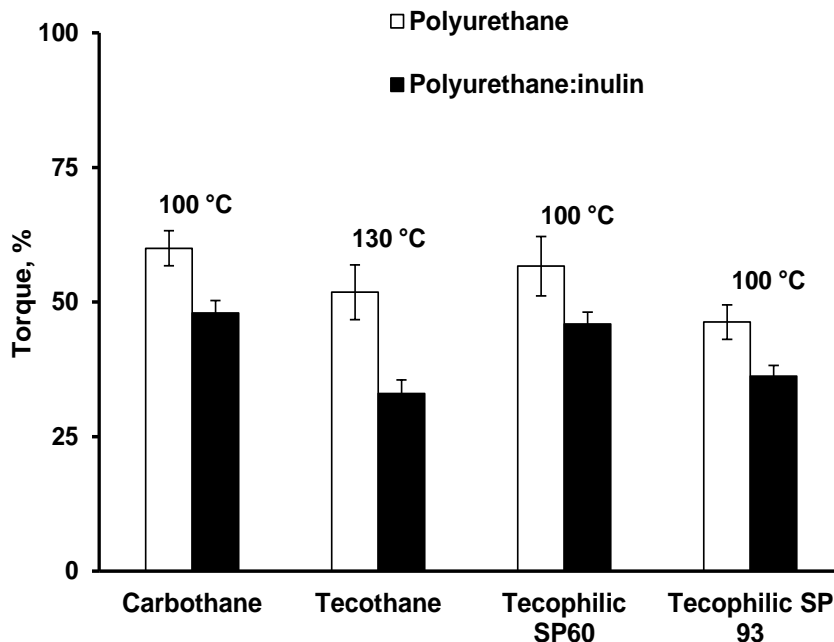 Polyurethane
Polyurethane:inulin
100
75
50
25
0
Torque, %
100 °C
130 °C
100 °C
100 °C
Carbothane
Tecothane
Tecophilic
SP60
Tecophilic SP
93